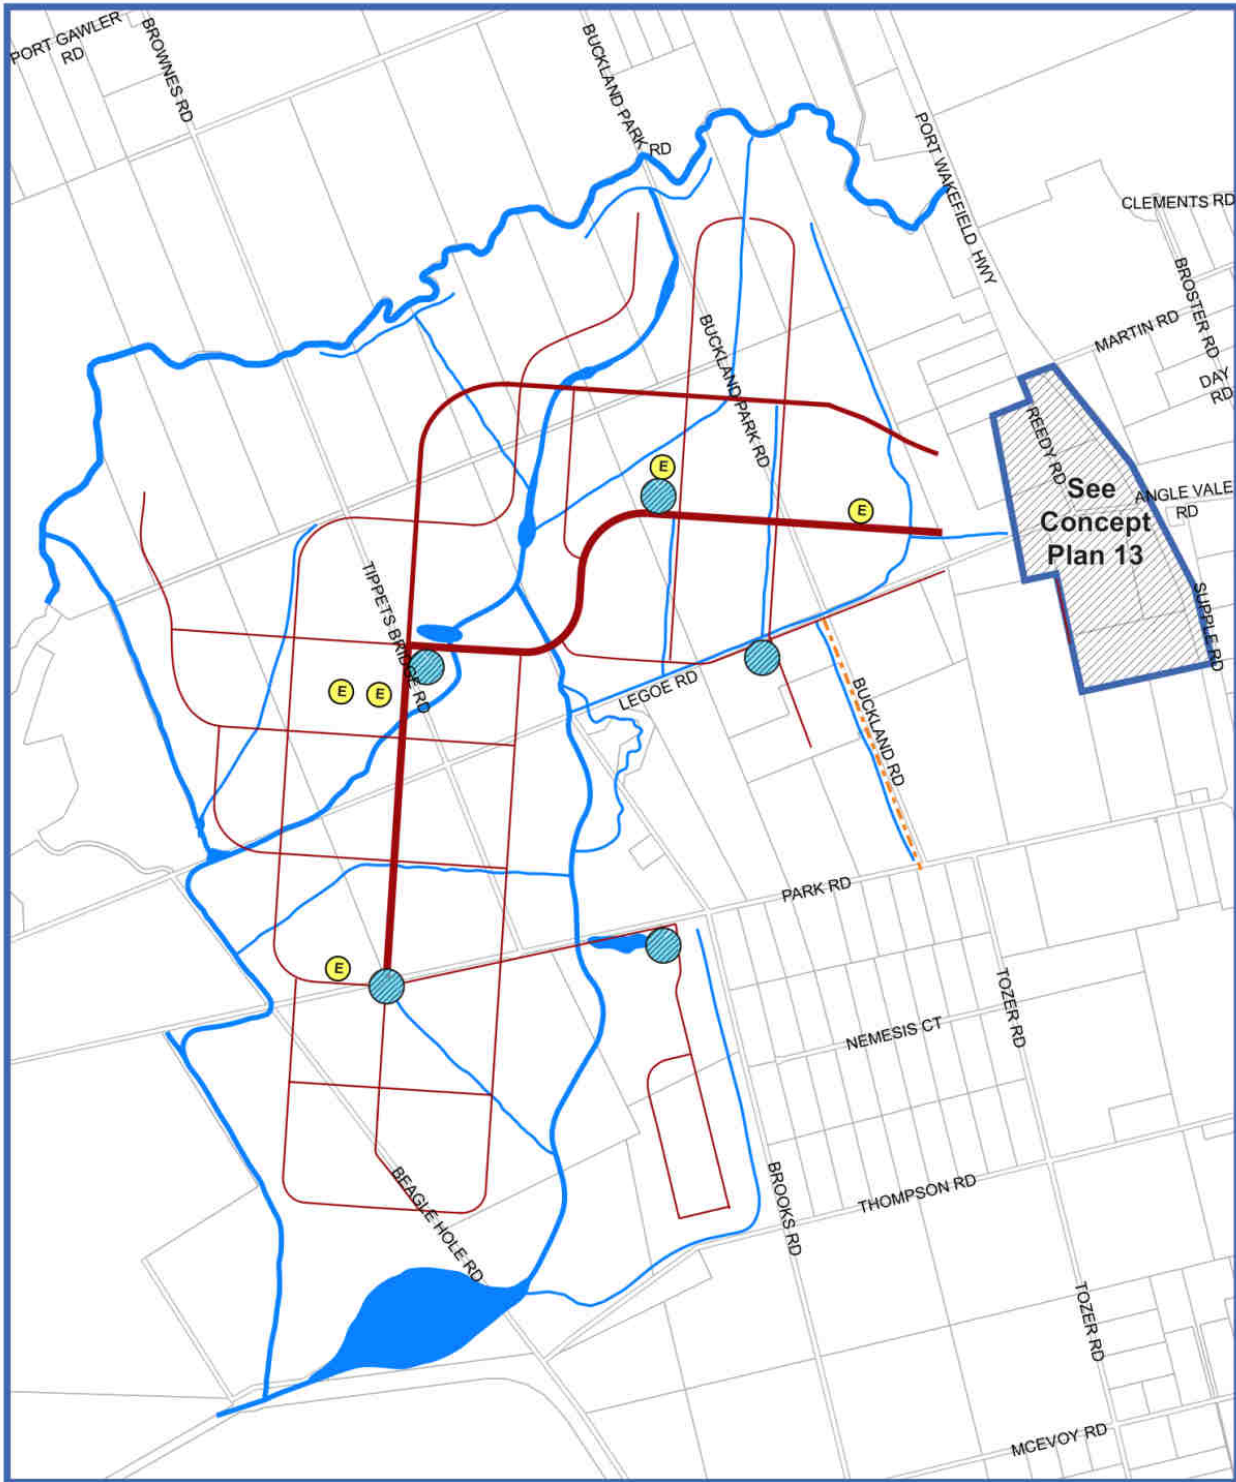 PORT GAWLER
RD
BROWNES RD
BUCKLAND PARK RD
PORT WAKEFIELD HWY
CLEMENTS RD
BROSTER RD
MARTIN RD
DAY
RD
BUCKLAND PARK RD
REEDY RD
E
See
Concept
Plan 13
ANGLE VALE
RD
E
SUPPLE RD
TIPPETS BRIDGE RD
E
E
LEGOE RD
BUCKLAND RD
PARK RD
E
TOZER RD
NEMESIS CT
BEAGLE HOLE RD
BROOKS RD
THOMPSON RD
TOZER RD
MCEVOY RD